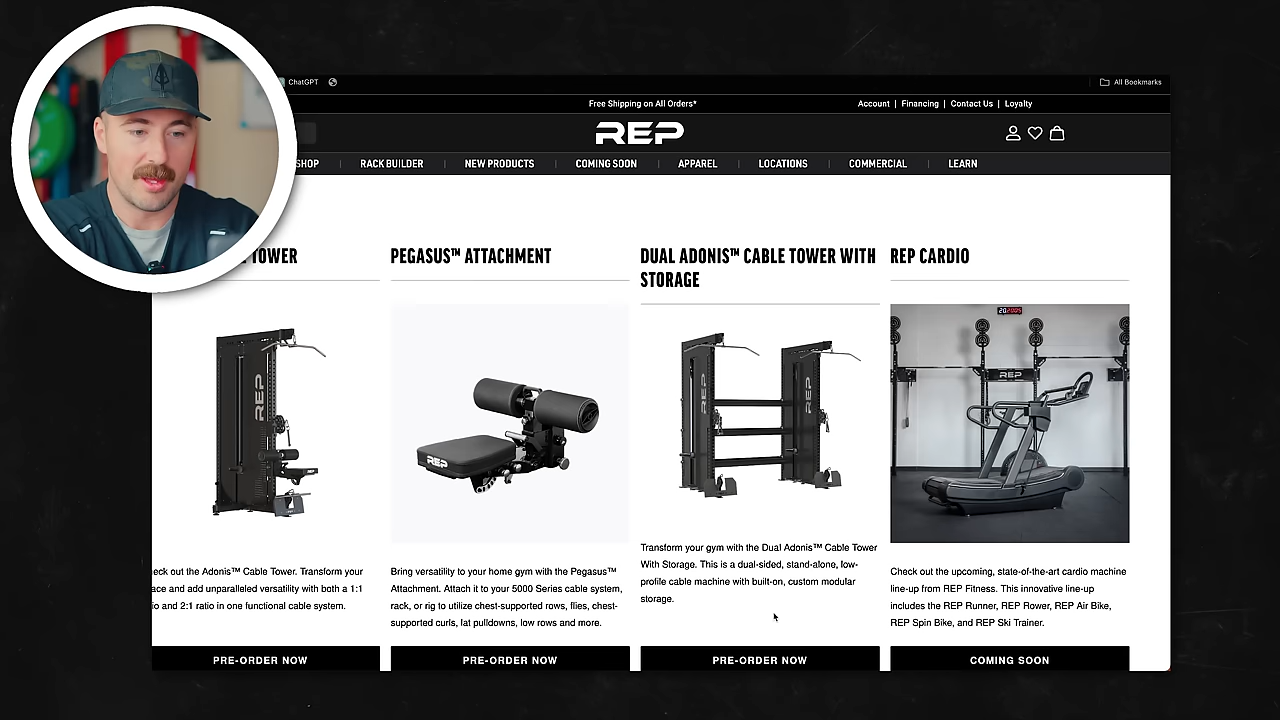 ChatGPT
All Bookmarks
Free Shipping on All Orders*
Account | Financing | Contact Us | Loyalty
REP
SHOP | RACK BUILDER | NEW PRODUCTS | COMING SOON | APPAREL | LOCATIONS | COMMERCIAL | LEARN
TOWER
REP
eck out the Adonis™ Cable Tower. Transform your
ace and add unparalleled versatility with both a 1:1
io and 2:1 ratio in one functional cable system.
PRE-ORDER NOW
PEGASUS™ ATTACHMENT
REP
Bring versatility to your home gym with the Pegasus™
Attachment. Attach it to your 5000 Series cable system,
rack, or rig to utilize chest-supported rows, flies, chest-
supported curls, lat pulldowns, low rows and more.
PRE-ORDER NOW
DUAL ADONIS™ CABLE TOWER WITH
STORAGE
REP
REP
Transform your gym with the Dual Adonis™ Cable Tower
With Storage. This is a dual-sided, stand-alone, low-
profile cable machine with built-on, custom modular
storage.
PRE-ORDER NOW
REP CARDIO
REP
Check out the upcoming, state-of-the-art cardio machine
line-up from REP Fitness. This innovative line-up
includes the REP Runner, REP Rower, REP Air Bike,
REP Spin Bike, and REP Ski Trainer.
COMING SOON